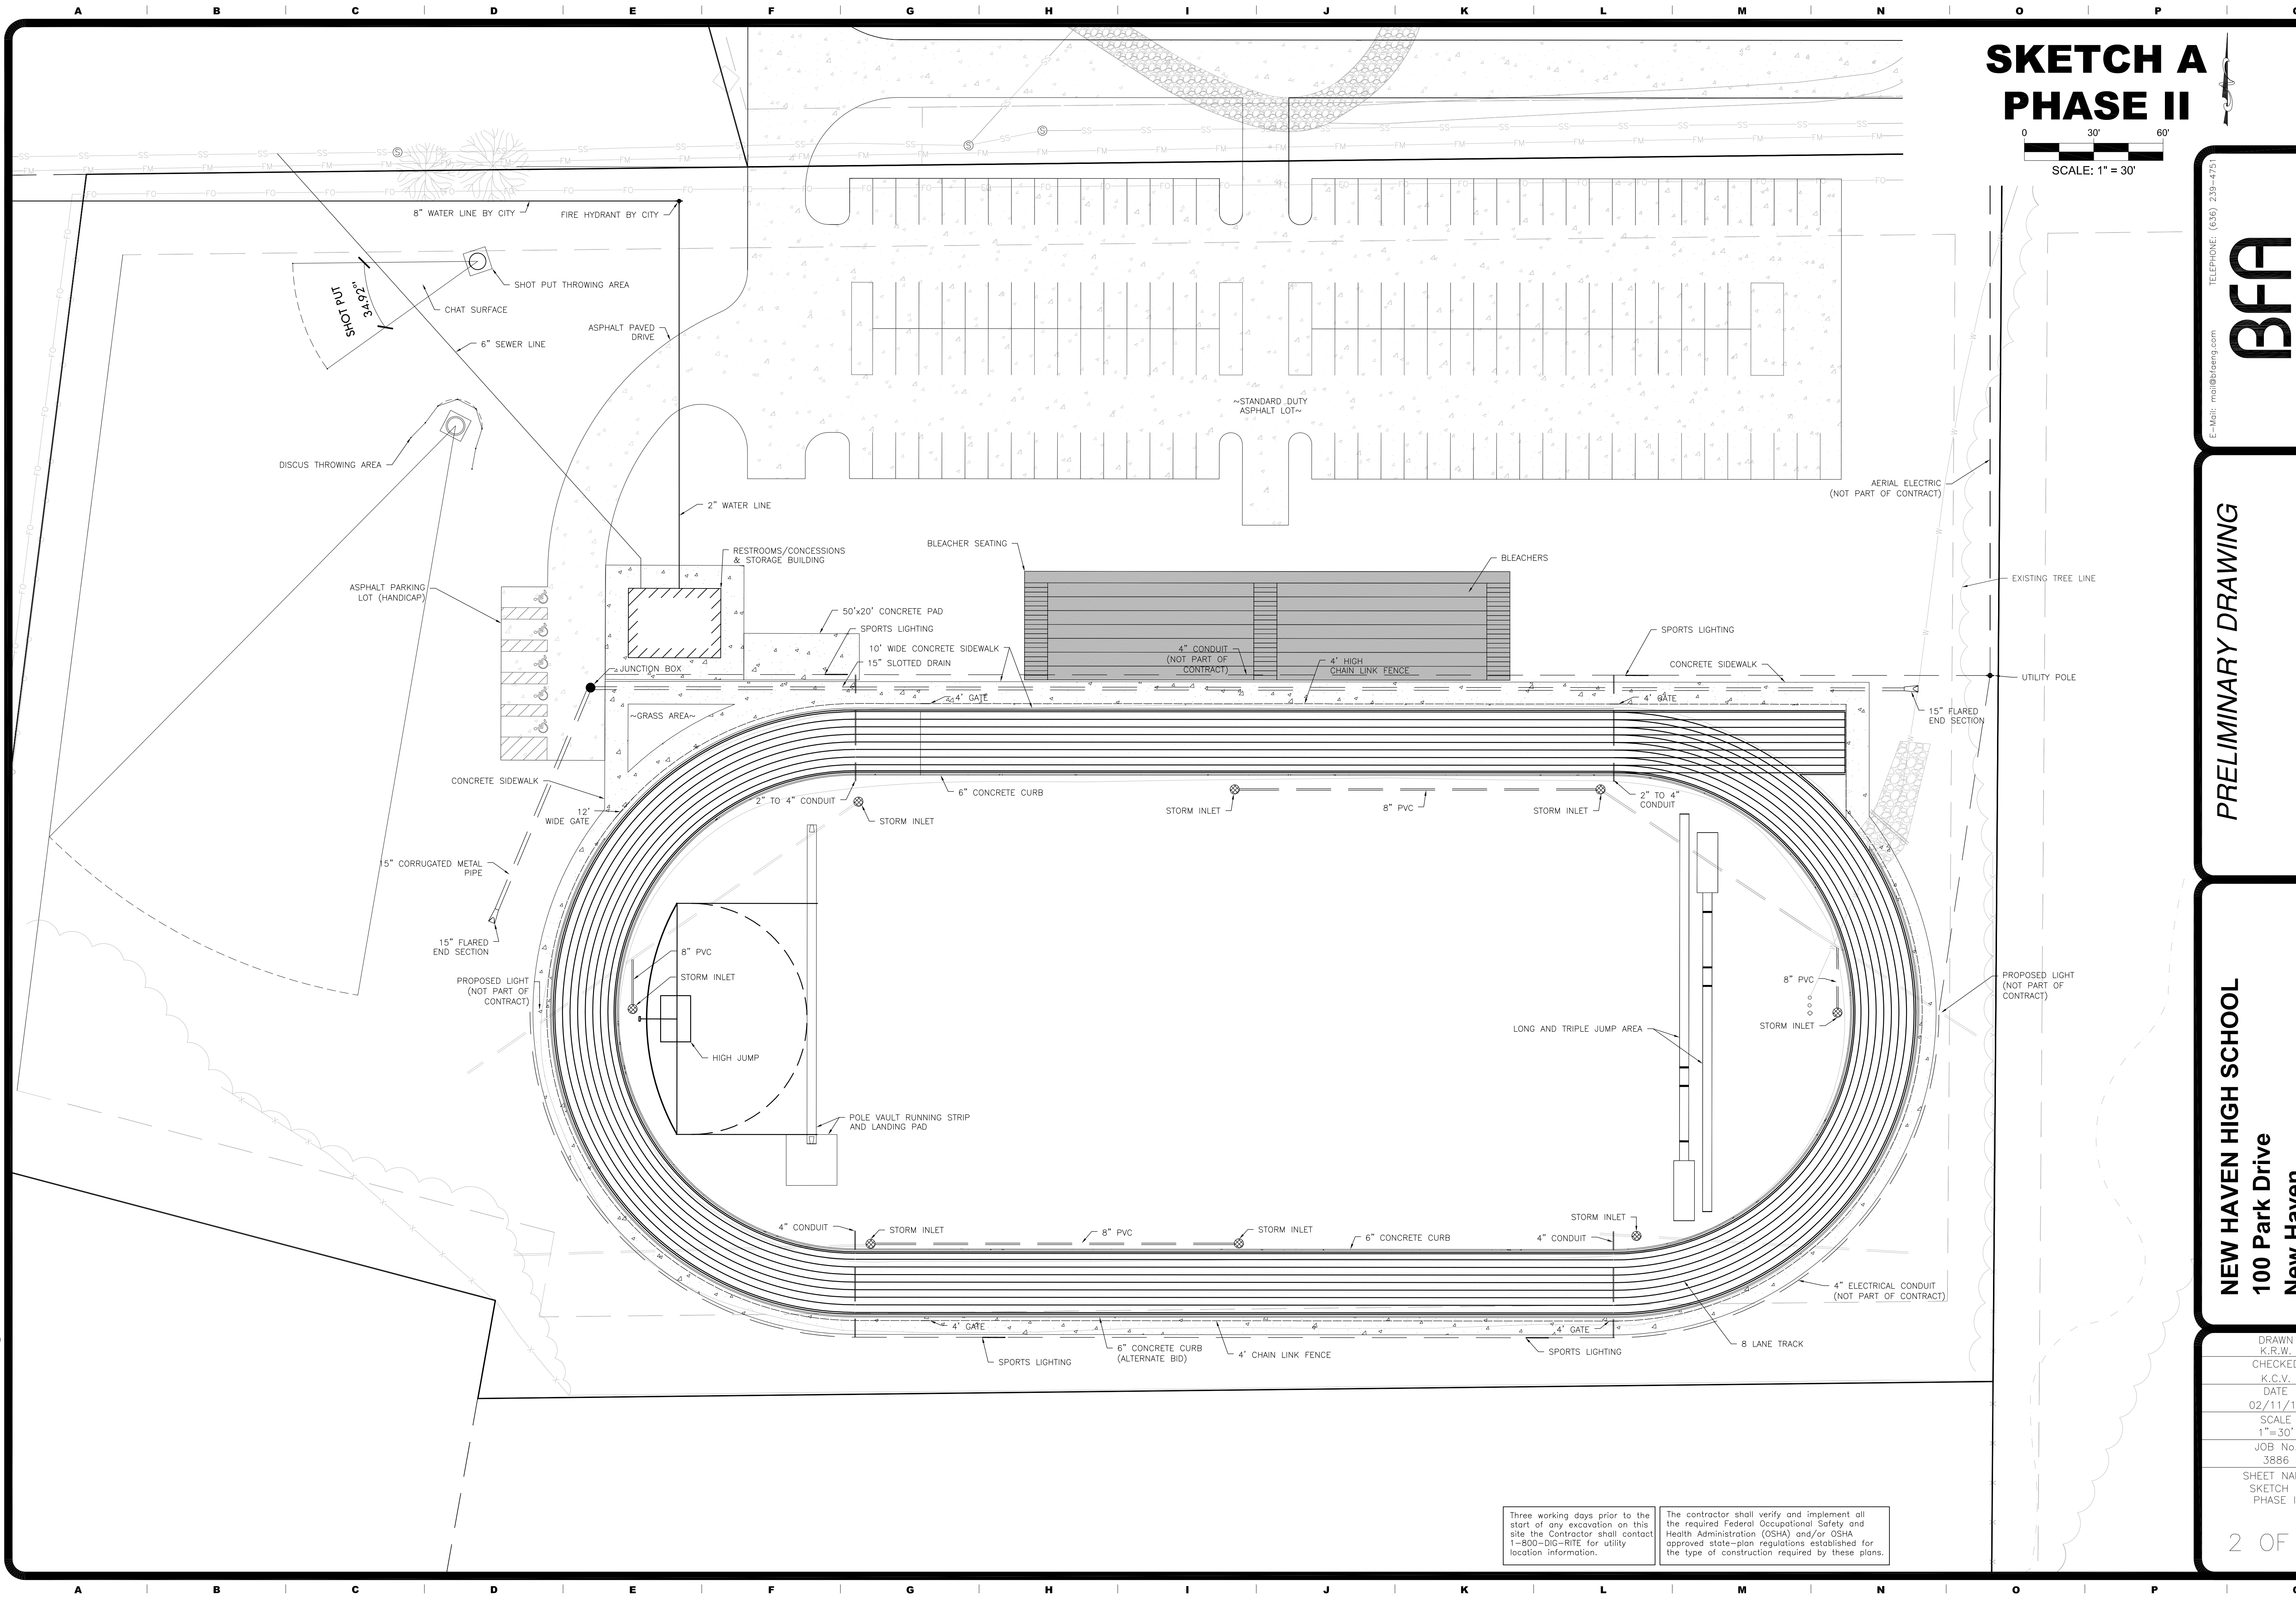 A B C D E F G H I J K L M N O P
SKETCH A
PHASE II
0 30' 60'
SCALE: 1" = 30'
TELEPHONE: (636) 239-4751
E-Mail: mail@bfaeng.com
BFA
PRELIMINARY DRAWING
NEW HAVEN HIGH SCHOOL
100 Park Drive
New Haven
DRAWN
K.R.W.
CHECKED
K.C.V.
DATE
02/11/1
SCALE
1"=30'
JOB No
3886
SHEET NA
SKETCH
PHASE I
2 OF
8" WATER LINE BY CITY
FIRE HYDRANT BY CITY
SHOT PUT THROWING AREA
SHOT PUT
34.92°
CHAT SURFACE
6" SEWER LINE
ASPHALT PAVED
DRIVE
~STANDARD DUTY
ASPHALT LOT~
DISCUS THROWING AREA
AERIAL ELECTRIC
(NOT PART OF CONTRACT)
2" WATER LINE
BLEACHER SEATING
RESTROOMS/CONCESSIONS
& STORAGE BUILDING
BLEACHERS
EXISTING TREE LINE
ASPHALT PARKING
LOT (HANDICAP)
50'x20' CONCRETE PAD
SPORTS LIGHTING
10' WIDE CONCRETE SIDEWALK
15" SLOTTED DRAIN
4" CONDUIT
(NOT PART OF
CONTRACT)
4' HIGH
CHAIN LINK FENCE
SPORTS LIGHTING
CONCRETE SIDEWALK
JUNCTION BOX
UTILITY POLE
4' GATE
4' GATE
~GRASS AREA~
15" FLARED
END SECTION
CONCRETE SIDEWALK
12'
WIDE GATE
2" TO 4" CONDUIT
6" CONCRETE CURB
STORM INLET
STORM INLET
8" PVC
STORM INLET
2" TO 4"
CONDUIT
15" CORRUGATED METAL
PIPE
15" FLARED
END SECTION
PROPOSED LIGHT
(NOT PART OF
CONTRACT)
8" PVC
STORM INLET
8" PVC
PROPOSED LIGHT
(NOT PART OF
CONTRACT)
STORM INLET
LONG AND TRIPLE JUMP AREA
HIGH JUMP
POLE VAULT RUNNING STRIP
AND LANDING PAD
4" CONDUIT
STORM INLET
8" PVC
STORM INLET
6" CONCRETE CURB
STORM INLET
4" CONDUIT
4" ELECTRICAL CONDUIT
(NOT PART OF CONTRACT)
4' GATE
4' GATE
SPORTS LIGHTING
6" CONCRETE CURB
(ALTERNATE BID)
4' CHAIN LINK FENCE
SPORTS LIGHTING
8 LANE TRACK
Three working days prior to the
start of any excavation on this
site the Contractor shall contact
1-800-DIG-RITE for utility
location information.
The contractor shall verify and implement all
the required Federal Occupational Safety and
Health Administration (OSHA) and/or OSHA
approved state-plan regulations established for
the type of construction required by these plans.
A B C D E F G H I J K L M N O P